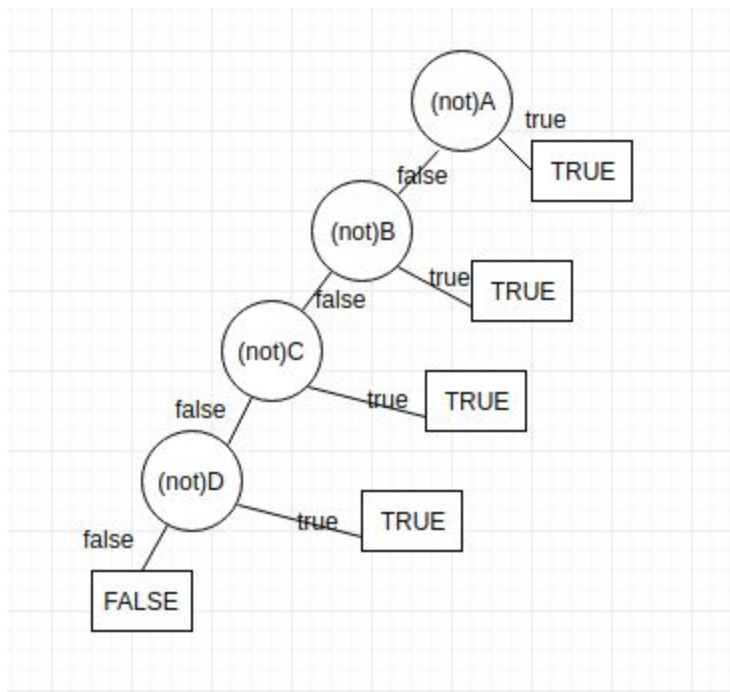 (not)A
true
TRUE
false
(not)B
true
TRUE
false
(not)C
true
TRUE
false
(not)D
true
TRUE
false
FALSE